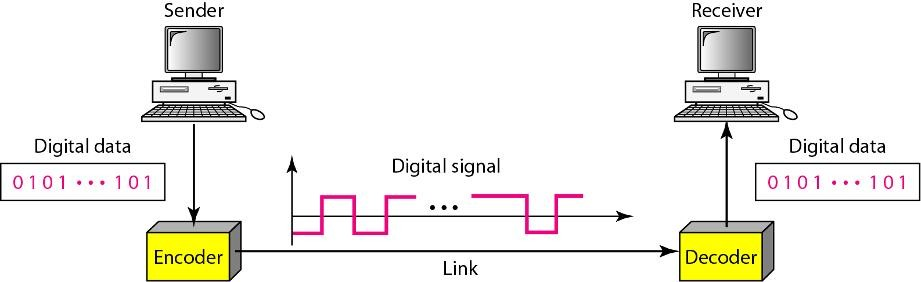 Sender
Receiver
Digital data
0101 ••• 101
Digital signal
•••
Digital data
0101 ••• 101
Encoder
Link
Decoder